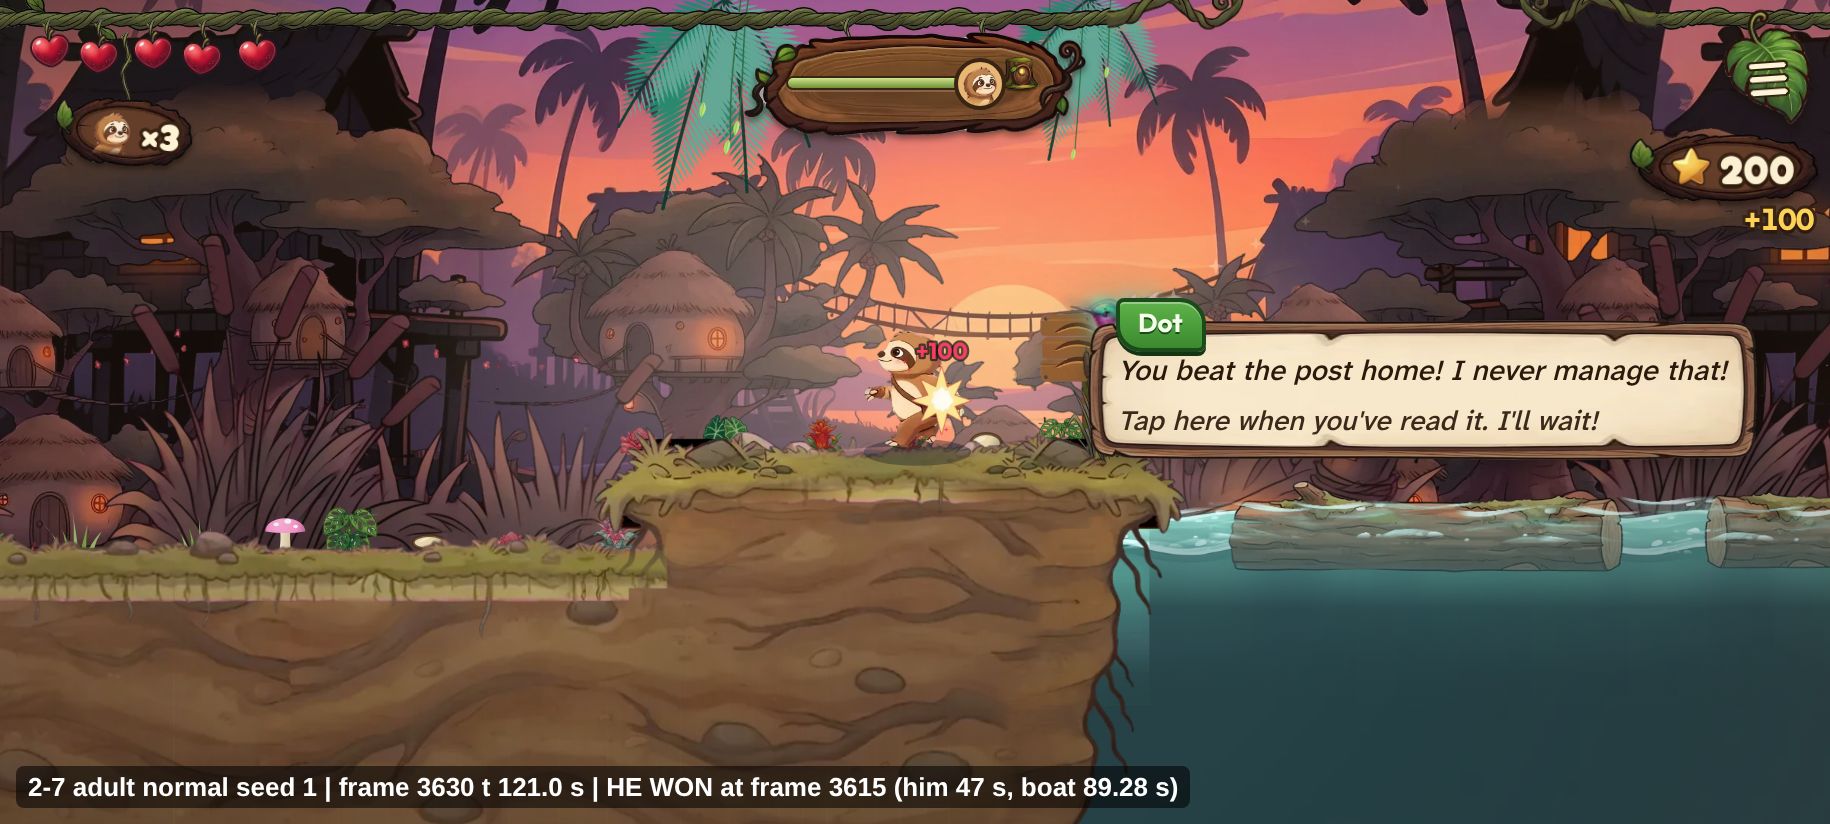 ×3
200
+100
+100
Dot
You beat the post home! I never manage that!
Tap here when you've read it. I'll wait!
2-7 adult normal seed 1 | frame 3630 t 121.0 s | HE WON at frame 3615 (him 47 s, boat 89.28 s)